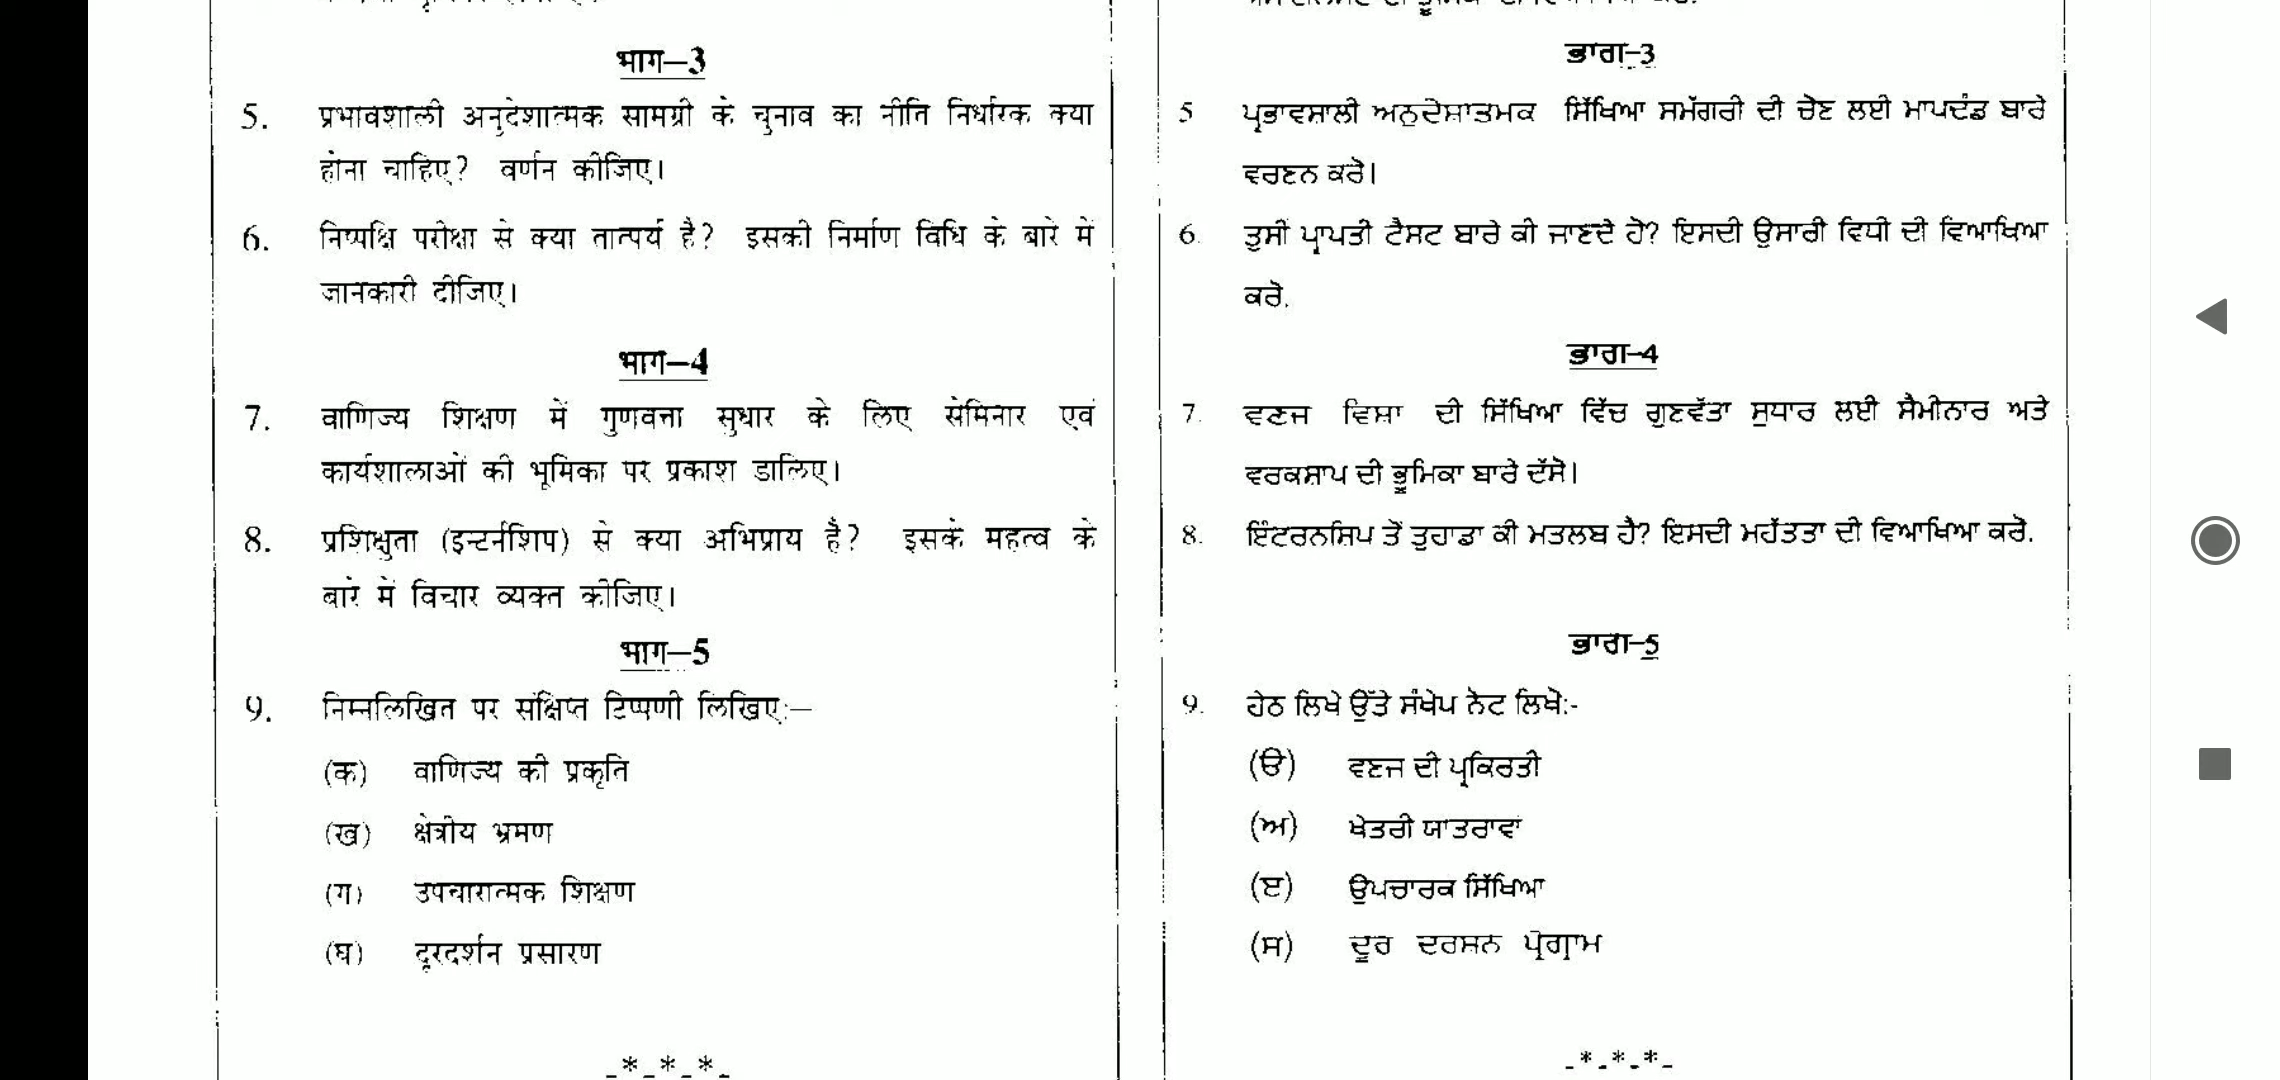 भाग–3
5. प्रभावशाली अनुदेशात्मक सामग्री के चुनाव का नीति निर्धारक क्या
होना चाहिए? वर्णन कीजिए।
6. निष्पक्षि परीक्षा से क्या तात्पर्य है? इसकी निर्माण विधि के बारे में
जानकारी दीजिए।
भाग–4
7. वाणिज्य शिक्षण में गुणवत्ता सुधार के लिए सेमिनार एवं
कार्यशालाओं की भूमिका पर प्रकाश डालिए।
8. प्रशिक्षुता (इन्टर्नशिप) से क्या अभिप्राय है? इसके महत्व के
बारे में विचार व्यक्त कीजिए।
भाग–5
9. निम्नलिखित पर संक्षिप्त टिप्पणी लिखिए:–
(क) वाणिज्य की प्रकृति
(ख) क्षेत्रीय भ्रमण
(ग) उपचारात्मक शिक्षण
(घ) दूरदर्शन प्रसारण
_*_*_*_
ਭਾਗ-3
5 ਪ੍ਰਭਾਵਸ਼ਾਲੀ ਅਨੁਦੇਸ਼ਾਤਮਕ ਸਿੱਖਿਆ ਸਮੱਗਰੀ ਦੀ ਚੋਣ ਲਈ ਮਾਪਦੰਡ ਬਾਰੇ
ਵਰਣਨ ਕਰੋ।
6. ਤੁਸੀਂ ਪ੍ਰਾਪਤੀ ਟੈਸਟ ਬਾਰੇ ਕੀ ਜਾਣਦੇ ਹੋ? ਇਸਦੀ ਉਸਾਰੀ ਵਿਧੀ ਦੀ ਵਿਆਖਿਆ
ਕਰੋ.
ਭਾਗ-4
7. ਵਣਜ ਵਿਸ਼ਾ ਦੀ ਸਿੱਖਿਆ ਵਿੱਚ ਗੁਣਵੱਤਾ ਸੁਧਾਰ ਲਈ ਸੈਮੀਨਾਰ ਅਤੇ
ਵਰਕਸ਼ਾਪ ਦੀ ਭੂਮਿਕਾ ਬਾਰੇ ਦੱਸੋ।
8. ਇੰਟਰਨਸ਼ਿਪ ਤੋਂ ਤੁਹਾਡਾ ਕੀ ਮਤਲਬ ਹੈ? ਇਸਦੀ ਮਹੱਤਤਾ ਦੀ ਵਿਆਖਿਆ ਕਰੋ.
ਭਾਗ-5
9. ਹੇਠ ਲਿਖੇ ਉੱਤੇ ਸੰਖੇਪ ਨੋਟ ਲਿਖੋ:-
(ੳ) ਵਣਜ ਦੀ ਪ੍ਰਕਿਰਤੀ
(ਅ) ਖੇਤਰੀ ਯਾਤਰਾਵਾਂ
(ੲ) ਉਪਚਾਰਕ ਸਿੱਖਿਆ
(ਸ) ਦੂਰ ਦਰਸ਼ਨ ਪ੍ਰੋਗ੍ਰਾਮ
_*_*_*_